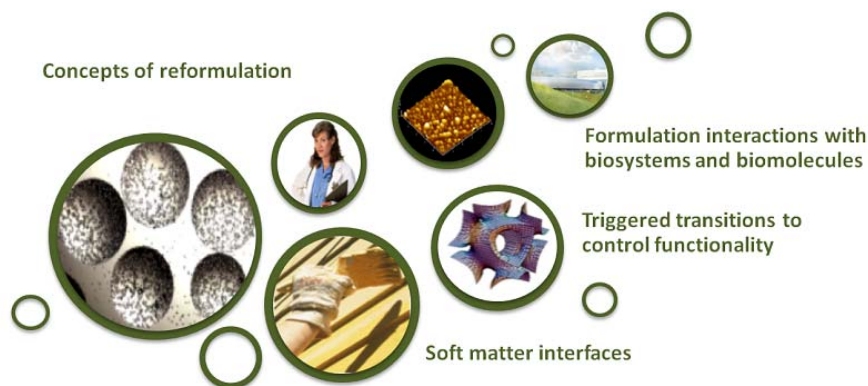 Concepts of reformulation
Formulation interactions with
biosystems and biomolecules
Triggered transitions to
control functionality
Soft matter interfaces